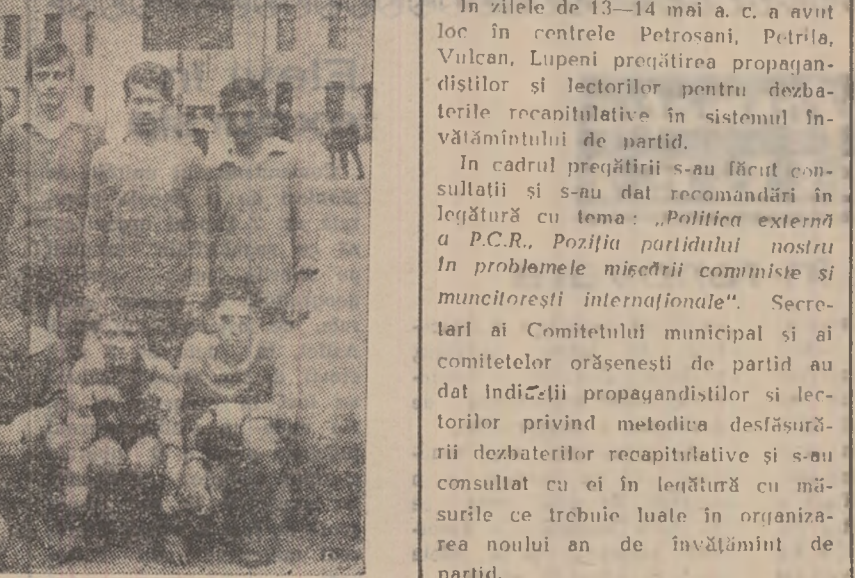 In zilele de 13—14 mai a. c. a avut
loc în centrele Petroșani, Petrila,
Vulcan, Lupeni pregătirea propagan-
diștilor și lectorilor pentru dezba-
terile recapitulative în sistemul în-
vățămîntului de partid.
In cadrul pregătirii s-au făcut con-
sultații și s-au dat recomandări în
legătură cu tema : „Politica externă
a P.C.R., Poziția partidului nostru
în problemele mișcării comuniste și
muncitorești internaționale". Secre-
tari ai Comitetului municipal și ai
comitetelor orășenești de partid au
dat indicații propagandiștilor si lec-
torilor privind metodica desfășură-
rii dezbaterilor recapitulative și s-au
consultat cu ei în legătură cu mă-
surile ce trebuie luate în organiza-
rea noului an de învățămînt de
partid.